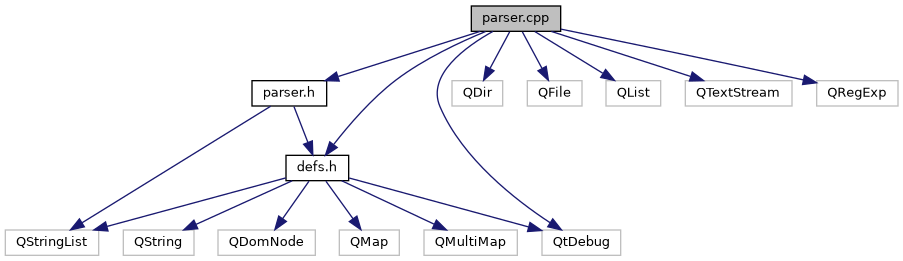 parser.cpp
parser.h
QDir
QFile
QList
QTextStream
QRegExp
defs.h
QStringList
QString
QDomNode
QMap
QMultiMap
QtDebug